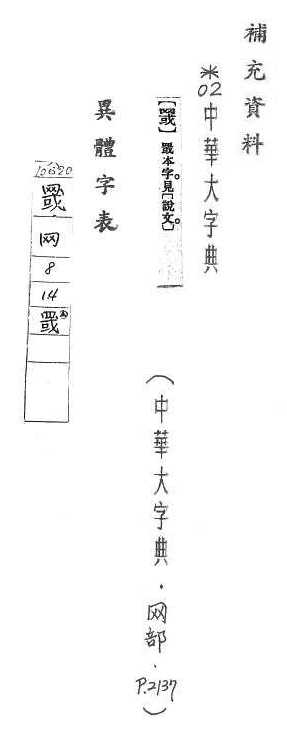 補充資料
*02
中華大字典
【罭】罭本字。見[說文]。
(中華大字典·网部·P.2137)
異體字表
罭
网
8
14
罭